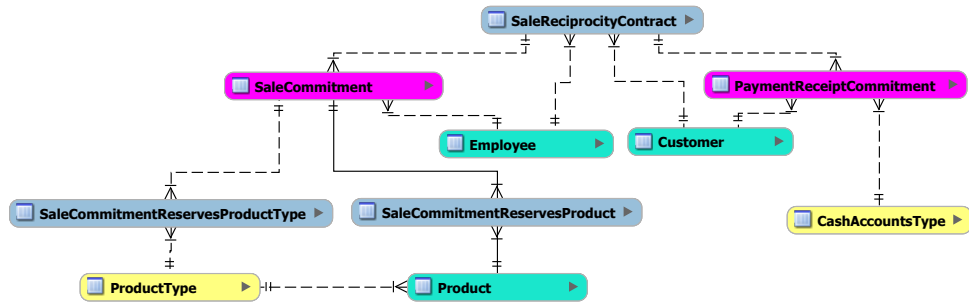 SaleReciprocityContract
SaleCommitment
PaymentReceiptCommitment
Employee
Customer
SaleCommitmentReservesProductType
SaleCommitmentReservesProduct
CashAccountsType
ProductType
Product